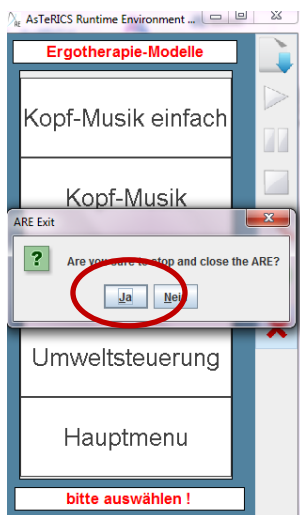 AsTeRICS Runtime Environment ...
Ergotherapie-Modelle
Kopf-Musik einfach
Kopf-Musik
ARE Exit
Are you sure to stop and close the ARE?
Ja
Nein
Umweltsteuerung
Hauptmenu
bitte auswählen !